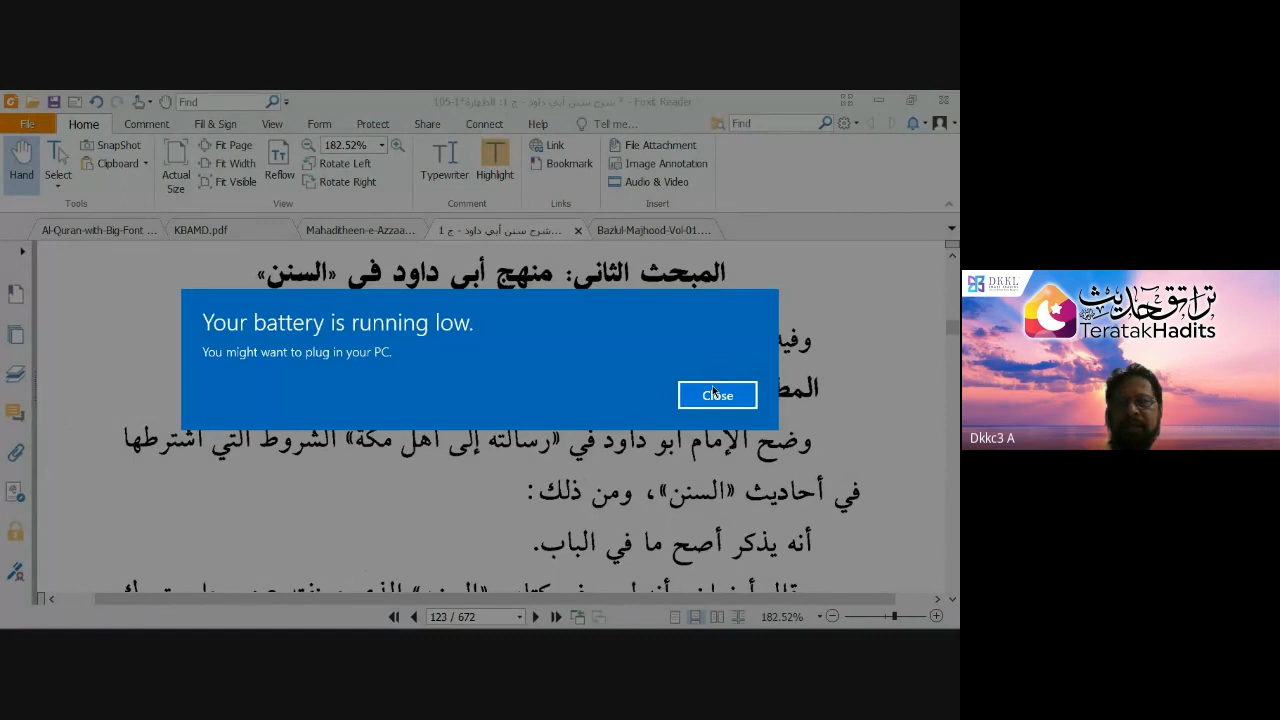 Find
شرح سنن أبي داود - ج 1: الطهارة*1-105 * - Foxit Reader
File Home Comment Fill & Sign View Form Protect Share Connect Help Tell me... Find
SnapShot
Clipboard
Hand
Select
Actual Size
Fit Page
Fit Width
Fit Visible
Reflow
182.52%
Rotate Left
Rotate Right
Typewriter
Highlight
Link
Bookmark
File Attachment
Image Annotation
Audio & Video
Tools
View
Comment
Links
Insert
Al-Quran-with-Big-Font ...
KBAMD.pdf
Mahaditheen-e-Azzaa...
شرح سنن أبي داود - ج 1...
Bazlul-Majhood-Vol-01....
المبحث الثاني: منهج أبي داود في «السنن»
وفيه
Your battery is running low.
You might want to plug in your PC.
Close
وضح الإمام أبو داود في «رسالته إلى أهل مكة» الشروط التي اشترطها
في أحاديث «السنن»، ومن ذلك:
أنه يذكر أصح ما في الباب.
123 / 672
182.52%
DKKL
تراتق حديث
TeratakHadits
Dkkc3 A